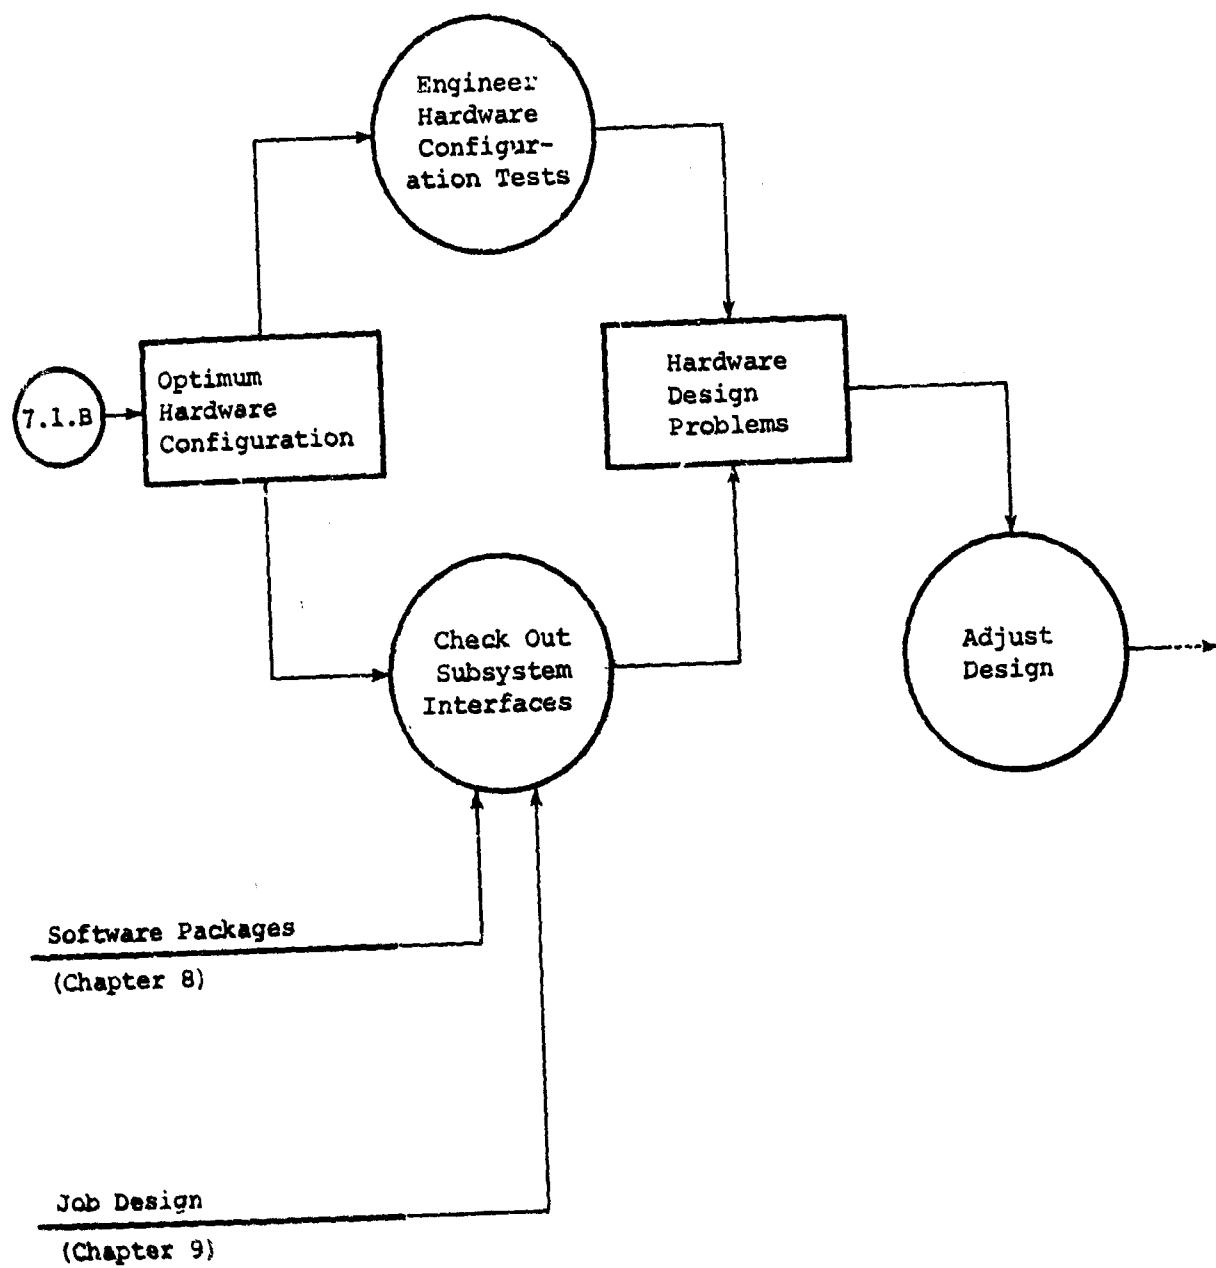 Engineer
Hardware
Configur-
ation Tests
7.1.B
Optimum
Hardware
Configuration
Hardware
Design
Problems
Check Out
Subsystem
Interfaces
Adjust
Design
Software Packages
(Chapter 8)
Job Design
(Chapter 9)